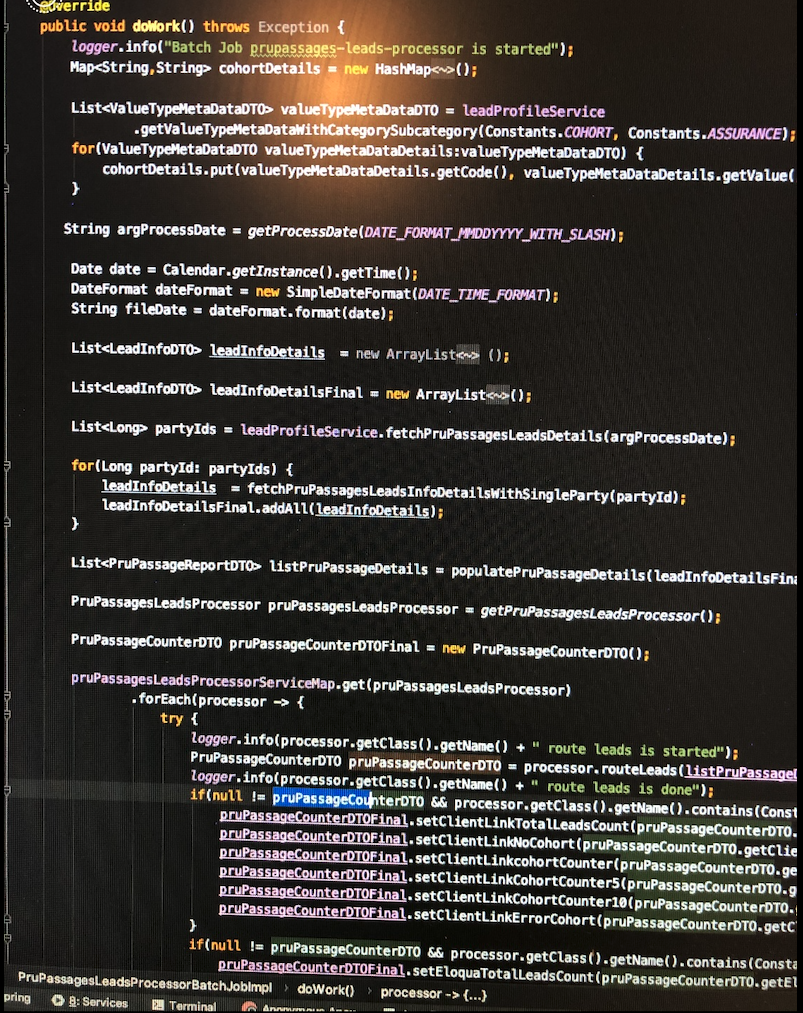 @Override
public void doWork() throws Exception {
logger.info("Batch Job prupassages-leads-processor is started");
Map<String,String> cohortDetails = new HashMap<~>();
List<ValueTypeMetaDataDTO> valueTypeMetaDataDTO = leadProfileService
.getValueTypeMetaDataWithCategorySubcategory(Constants.COHORT, Constants.ASSURANCE);
for(ValueTypeMetaDataDTO valueTypeMetaDataDetails:valueTypeMetaDataDTO) {
cohortDetails.put(valueTypeMetaDataDetails.getCode(), valueTypeMetaDataDetails.getValue(
}
String argProcessDate = getProcessDate(DATE_FORMAT_MMDDYYYY_WITH_SLASH);
Date date = Calendar.getInstance().getTime();
DateFormat dateFormat = new SimpleDateFormat(DATE_TIME_FORMAT);
String fileDate = dateFormat.format(date);
List<LeadInfoDTO> leadInfoDetails = new ArrayList<~> ();
List<LeadInfoDTO> leadInfoDetailsFinal = new ArrayList<~>();
List<Long> partyIds = leadProfileService.fetchPruPassagesLeadsDetails(argProcessDate);
for(Long partyId: partyIds) {
leadInfoDetails = fetchPruPassagesLeadsInfoDetailsWithSingleParty(partyId);
leadInfoDetailsFinal.addAll(leadInfoDetails);
}
List<PruPassageReportDTO> listPruPassageDetails = populatePruPassageDetails(leadInfoDetailsFina
PruPassagesLeadsProcessor pruPassagesLeadsProcessor = getPruPassagesLeadsProcessor();
PruPassageCounterDTO pruPassageCounterDTOFinal = new PruPassageCounterDTO();
pruPassagesLeadsProcessorServiceMap.get(pruPassagesLeadsProcessor)
.forEach(processor -> {
try {
logger.info(processor.getClass().getName() + " route leads is started");
PruPassageCounterDTO pruPassageCounterDTO = processor.routeLeads(listPruPassageD
logger.info(processor.getClass().getName() + " route leads is done");
if(null != pruPassageCounterDTO && processor.getClass().getName().contains(Const
pruPassageCounterDTOFinal.setClientLinkTotalLeadsCount(pruPassageCounterDTO.
pruPassageCounterDTOFinal.setClientLinkNoCohort(pruPassageCounterDTO.getClie
pruPassageCounterDTOFinal.setClientLinkcohortCounter(pruPassageCounterDTO.ge
pruPassageCounterDTOFinal.setClientLinkCohortCounter5(pruPassageCounterDTO.g
pruPassageCounterDTOFinal.setClientLinkCohortCounter10(pruPassageCounterDTO.
pruPassageCounterDTOFinal.setClientLinkErrorCohort(pruPassageCounterDTO.getC
}
if(null != pruPassageCounterDTO && processor.getClass().getName().contains(Consta
pruPassageCounterDTOFinal.setEloquaTotalLeadsCount(pruPassageCounterDTO.getEl
PruPassagesLeadsProcessorBatchJobImpl > doWork() > processor -> {...}
pring 8: Services Terminal